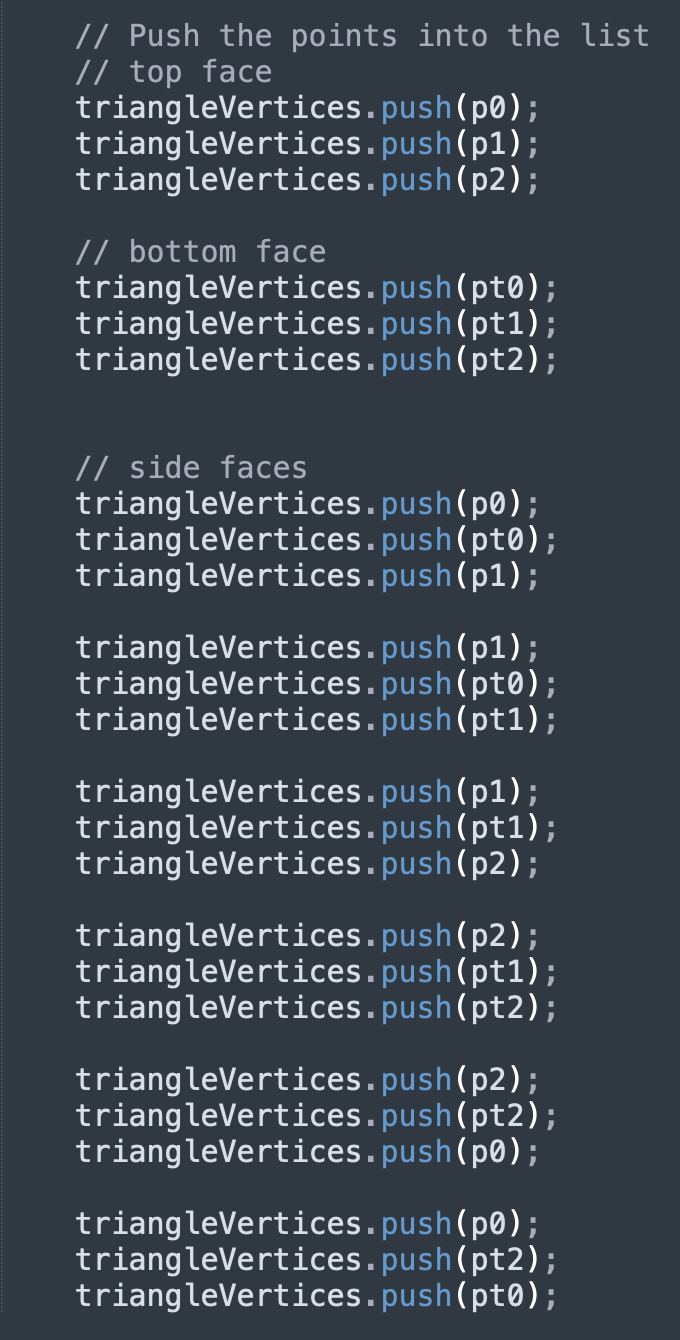 // Push the points into the list
// top face
triangleVertices.push(p0);
triangleVertices.push(p1);
triangleVertices.push(p2);
// bottom face
triangleVertices.push(pt0);
triangleVertices.push(pt1);
triangleVertices.push(pt2);
// side faces
triangleVertices.push(p0);
triangleVertices.push(pt0);
triangleVertices.push(p1);
triangleVertices.push(p1);
triangleVertices.push(pt0);
triangleVertices.push(pt1);
triangleVertices.push(p1);
triangleVertices.push(pt1);
triangleVertices.push(p2);
triangleVertices.push(p2);
triangleVertices.push(pt1);
triangleVertices.push(pt2);
triangleVertices.push(p2);
triangleVertices.push(pt2);
triangleVertices.push(p0);
triangleVertices.push(p0);
triangleVertices.push(pt2);
triangleVertices.push(pt0);